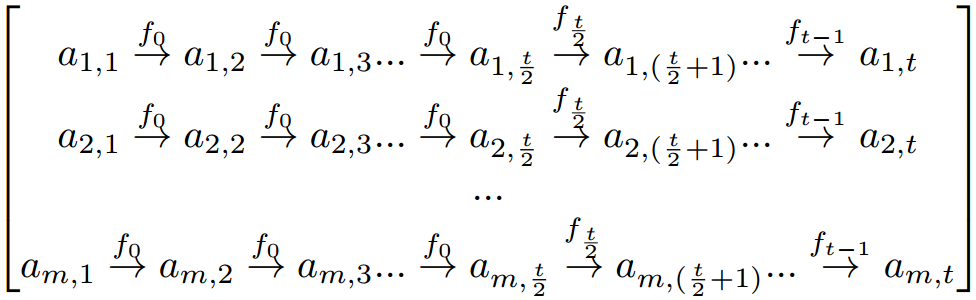 a_{1,1} \xrightarrow{f_0} a_{1,2} \xrightarrow{f_0} a_{1,3}... \xrightarrow{f_0} a_{1,\frac{t}{2}} \xrightarrow{f_{\frac{t}{2}}} a_{1,(\frac{t}{2}+1)}... \xrightarrow{f_{t-1}} a_{1,t}
a_{2,1} \xrightarrow{f_0} a_{2,2} \xrightarrow{f_0} a_{2,3}... \xrightarrow{f_0} a_{2,\frac{t}{2}} \xrightarrow{f_{\frac{t}{2}}} a_{2,(\frac{t}{2}+1)}... \xrightarrow{f_{t-1}} a_{2,t}
...
a_{m,1} \xrightarrow{f_0} a_{m,2} \xrightarrow{f_0} a_{m,3}... \xrightarrow{f_0} a_{m,\frac{t}{2}} \xrightarrow{f_{\frac{t}{2}}} a_{m,(\frac{t}{2}+1)}... \xrightarrow{f_{t-1}} a_{m,t}